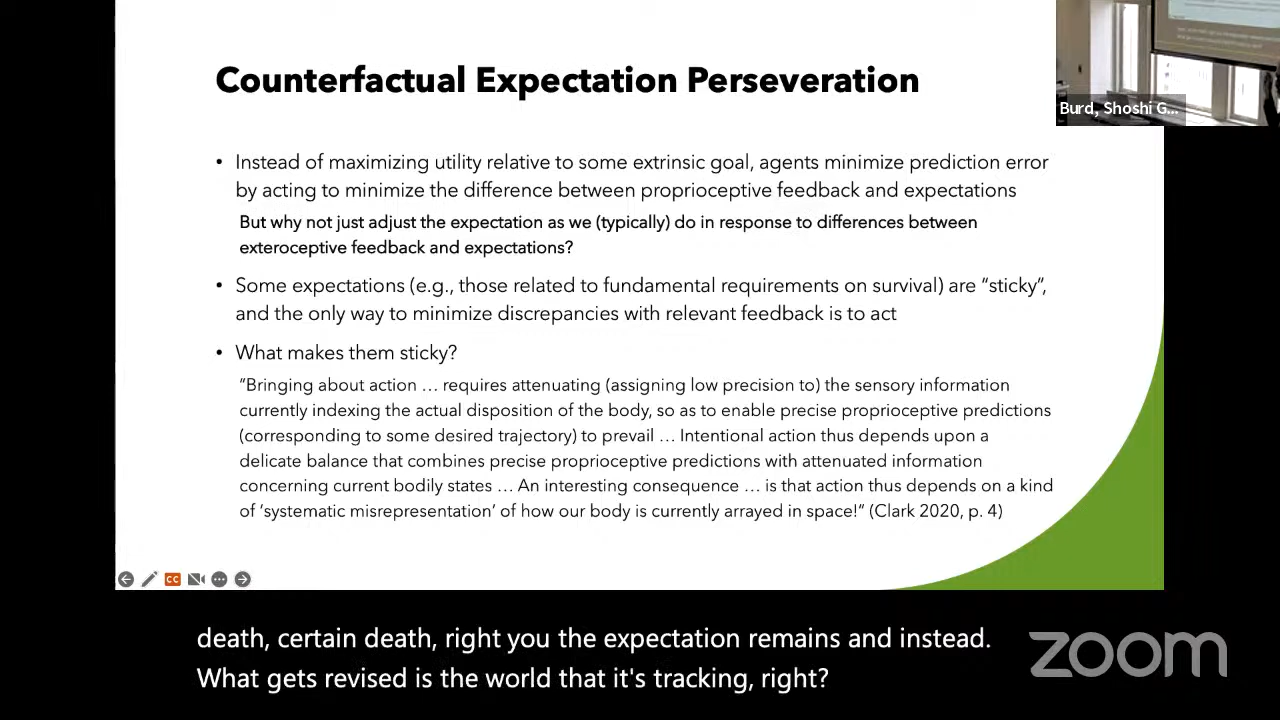 Counterfactual Expectation Perseveration
Burd, Shoshi G...
• Instead of maximizing utility relative to some extrinsic goal, agents minimize prediction error
by acting to minimize the difference between proprioceptive feedback and expectations
But why not just adjust the expectation as we (typically) do in response to differences between
exteroceptive feedback and expectations?
• Some expectations (e.g., those related to fundamental requirements on survival) are “sticky”,
and the only way to minimize discrepancies with relevant feedback is to act
• What makes them sticky?
“Bringing about action … requires attenuating (assigning low precision to) the sensory information
currently indexing the actual disposition of the body, so as to enable precise proprioceptive predictions
(corresponding to some desired trajectory) to prevail … Intentional action thus depends upon a
delicate balance that combines precise proprioceptive predictions with attenuated information
concerning current bodily states … An interesting consequence … is that action thus depends on a kind
of ‘systematic misrepresentation’ of how our body is currently arrayed in space!” (Clark 2020, p. 4)
CC
death, certain death, right you the expectation remains and instead.
What gets revised is the world that it's tracking, right?
zoom